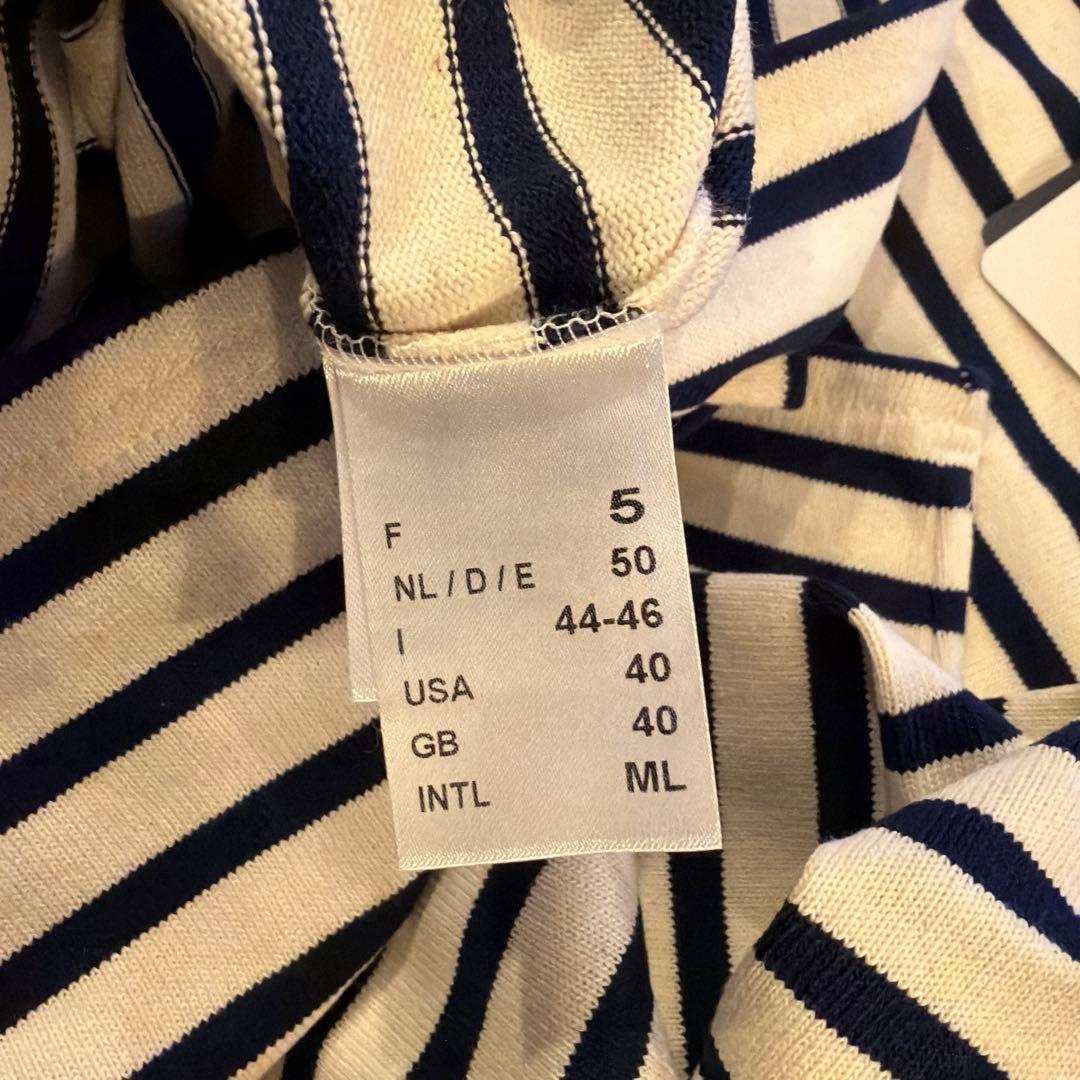 F 5
NL / D / E 50
I 44-46
USA 40
GB 40
INTL ML